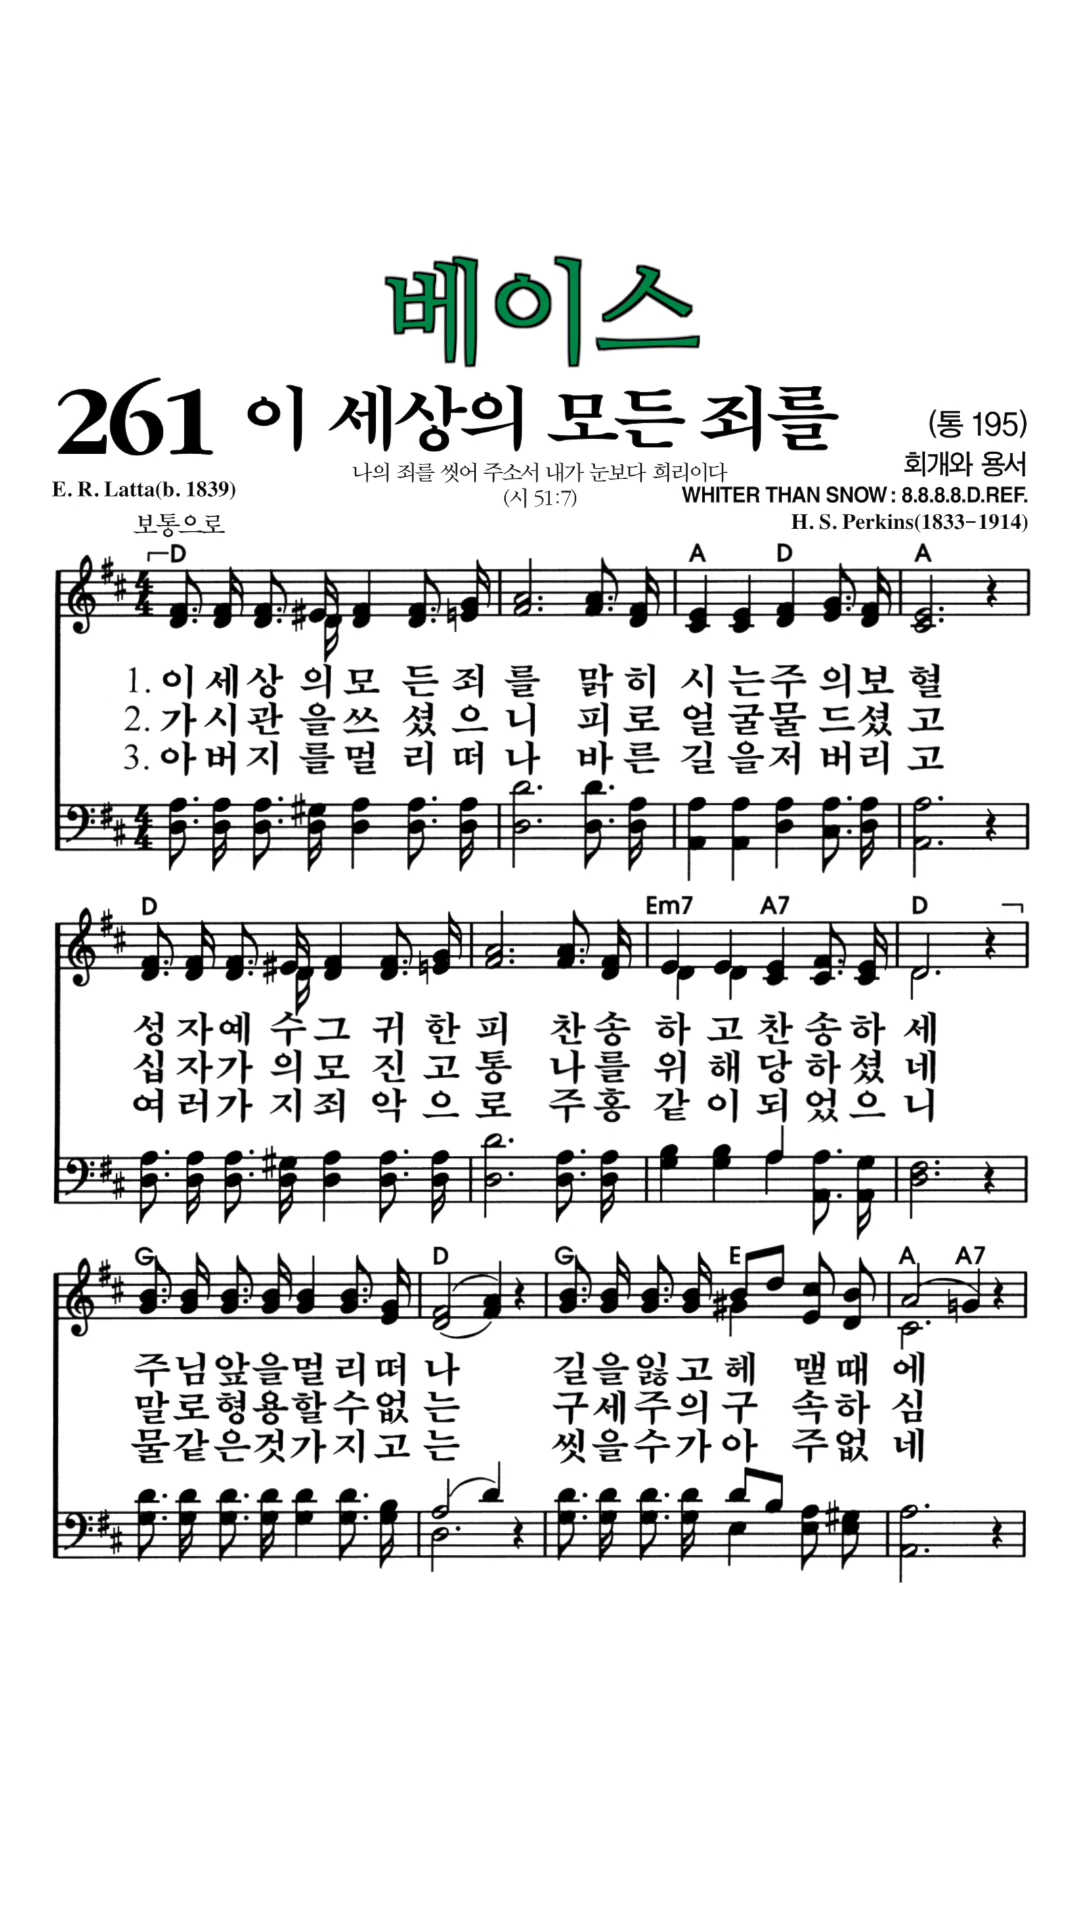 베이스
261 이 세상의 모든 죄를
(통 195)
회개와 용서
나의 죄를 씻어 주소서 내가 눈보다 희리이다
(시 51:7)
E. R. Latta(b. 1839)
WHITER THAN SNOW : 8.8.8.8.D.REF.
보통으로
H. S. Perkins(1833-1914)
D A D A
1. 이 세 상 의 모 든 죄 를 맑 히 시 는 주 의 보 혈
2. 가 시 관 을 쓰 셨 으 니 피 로 얼 굴 물 드 셨 고
3. 아 버 지 를 멀 리 떠 나 바 른 길 을 저 버 리 고
D Em7 A7 D
성 자 예 수 그 귀 한 피 찬 송 하 고 찬 송 하 세
십 자 가 의 모 진 고 통 나 를 위 해 당 하 셨 네
여 러 가 지 죄 악 으 로 주 홍 같 이 되 었 으 니
G D G E A A7
주 님 앞 을 멀 리 떠 나 길 을 잃 고 헤 맬 때 에
말 로 형 용 할 수 없 는 구 세 주 의 구 속 하 심
물 같 은 것 가 지 고 는 씻 을 수 가 아 주 없 네